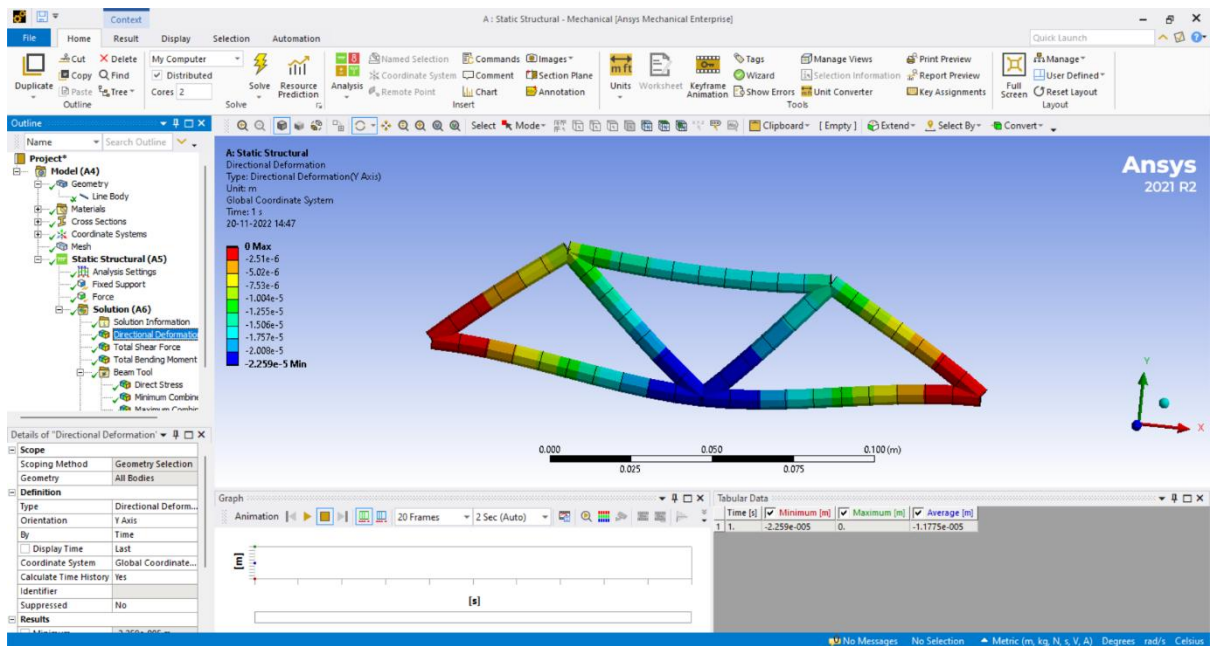 Context
A : Static Structural - Mechanical [Ansys Mechanical Enterprise]
File Home Result Display Selection Automation
Quick Launch
Duplicate
Cut Delete
Copy Find
Paste Tree
Outline
My Computer
Distributed
Cores 2
Solve
Resource Prediction
Solve
Analysis
Named Selection
Coordinate System
Remote Point
Commands
Comment
Chart
Images
Section Plane
Annotation
Insert
Units
Worksheet
Keyframe Animation
Tags
Wizard
Show Errors
Manage Views
Selection Information
Unit Converter
Print Preview
Report Preview
Key Assignments
Tools
Full Screen
Manage
User Defined
Reset Layout
Layout
Outline
Name Search Outline
Select Mode Clipboard [Empty] Extend Select By Convert
Project*
Model (A4)
Geometry
Line Body
Materials
Cross Sections
Coordinate Systems
Mesh
Static Structural (A5)
Analysis Settings
Fixed Support
Force
Solution (A6)
Solution Information
Directional Deformatio
Total Shear Force
Total Bending Moment
Beam Tool
Direct Stress
Minimum Combin
Maximum Combin
A: Static Structural
Directional Deformation
Type: Directional Deformation(Y Axis)
Unit: m
Global Coordinate System
Time: 1 s
20-11-2022 14:47
0 Max
-2.51e-6
-5.02e-6
-7.53e-6
-1.004e-5
-1.255e-5
-1.506e-5
-1.757e-5
-2.008e-5
-2.259e-5 Min
Ansys
2021 R2
Y
X
0.000 0.050 0.100 (m)
0.025 0.075
Details of "Directional Deformation'
Scope
Scoping Method Geometry Selection
Geometry All Bodies
Definition
Type Directional Deform...
Orientation Y Axis
By Time
Display Time Last
Coordinate System Global Coordinate...
Calculate Time History Yes
Identifier
Suppressed No
Results
Graph
Animation 20 Frames 2 Sec (Auto)
[m]
[s]
Tabular Data
Time [s] Minimum [m] Maximum [m] Average [m]
1 1. -2.259e-005 0. -1.1775e-005
No Messages No Selection Metric (m, kg, N, s, V, A) Degrees rad/s Celsius